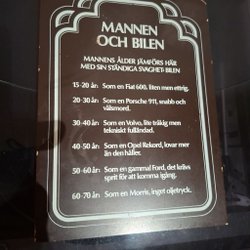 MANNEN
OCH BILEN
MANNENS ÅLDER JÄMFÖRS HÄR
MED SIN STÄNDIGA SVAGHET: BILEN
15-20 år: Som en Fiat 600, liten men ettrig.
20-30 år: Som en Porsche 911, snabb och
välsmord.
30-40 år: Som en Volvo, lite träkig men
tekniskt fulländad.
40-50 år: Som en Opel Rekord, lovar mer
än den håller.
50-60 år: Som en gammal Ford, det krävs
sprit för att komma igång.
60-70 år: Som en Morris, inget oljetryck.